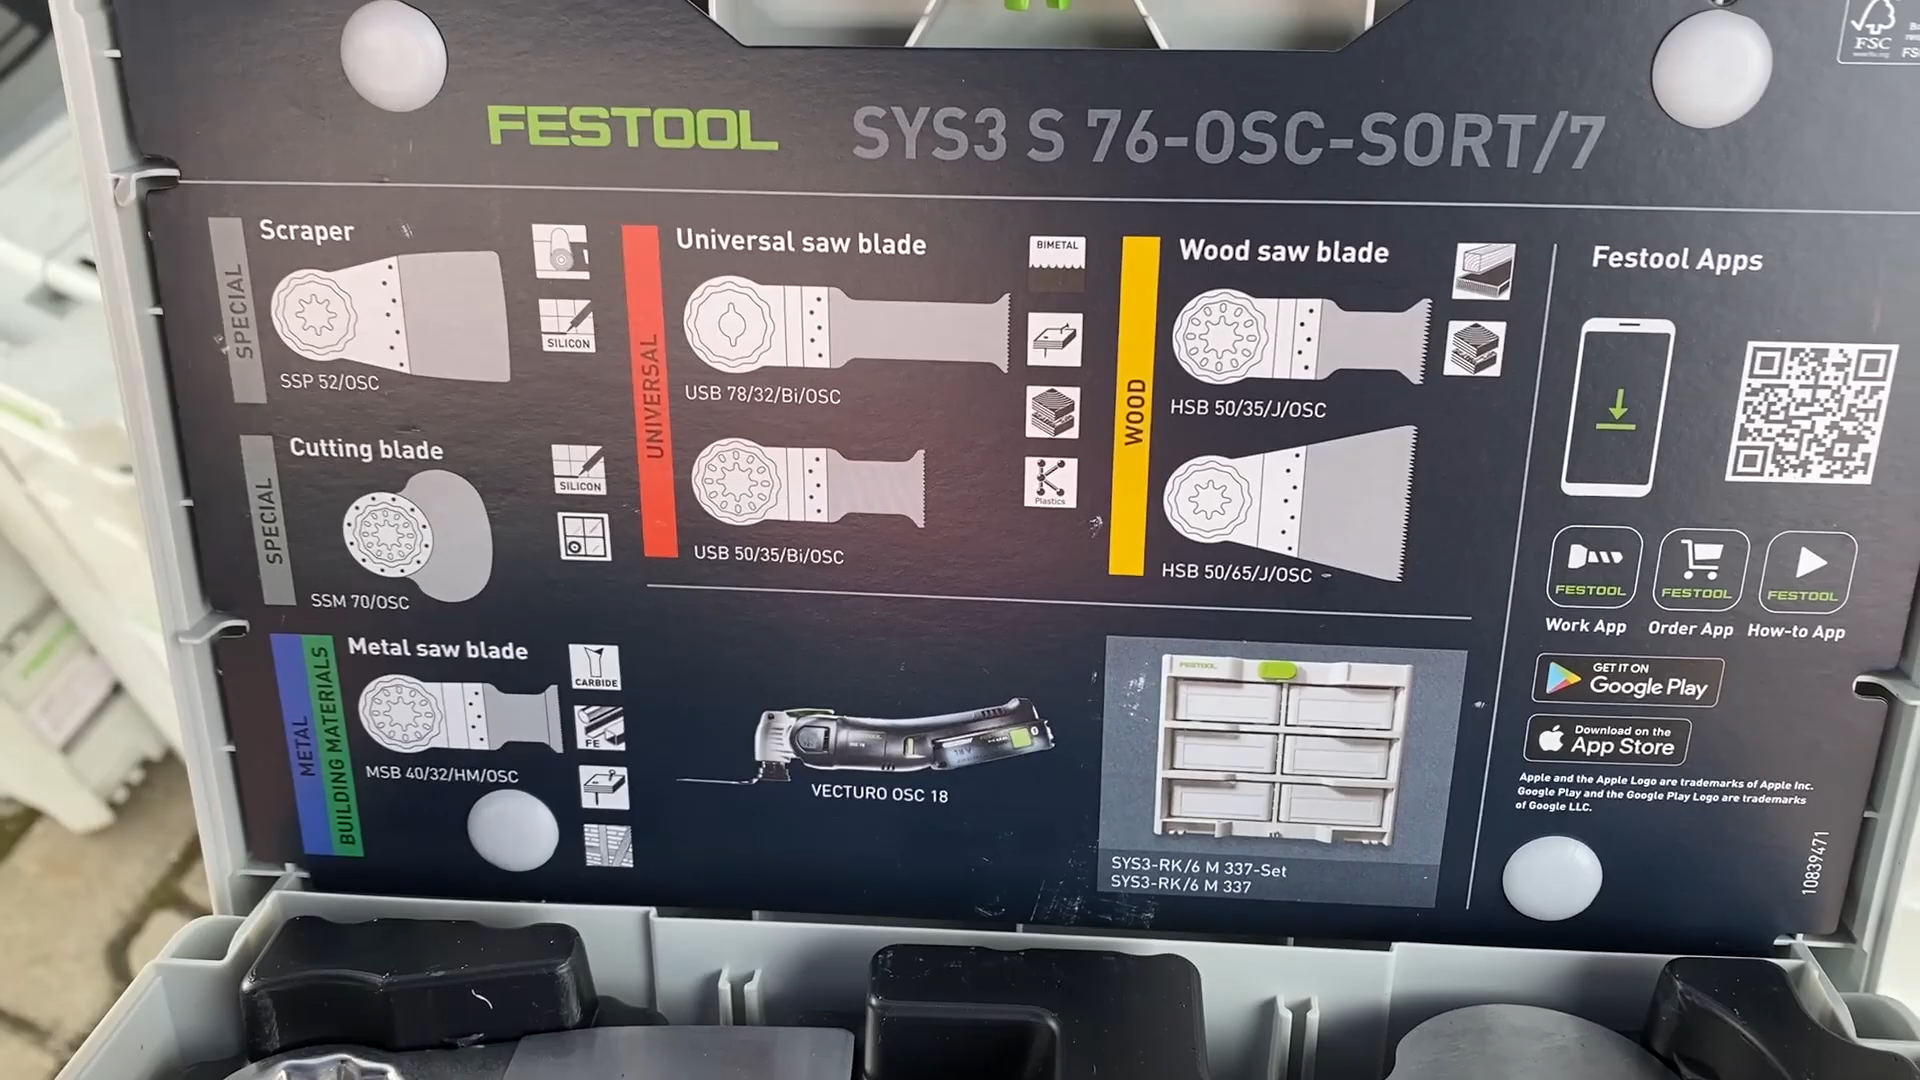 FESTOOL SYS3 S 76-OSC-SORT/7
FSC
SPECIAL
Scraper
SILICON
SSP 52/OSC
SPECIAL
Cutting blade
SILICON
SSM 70/OSC
METAL
BUILDING MATERIALS
Metal saw blade
CARBIDE
FE
MSB 40/32/HM/OSC
UNIVERSAL
Universal saw blade
BIMETAL
USB 78/32/Bi/OSC
Plastics
USB 50/35/Bi/OSC
WOOD
Wood saw blade
HSB 50/35/J/OSC
HSB 50/65/J/OSC
VECTURO OSC 18
FESTOOL
SYS3-RK/6 M 337-Set
SYS3-RK/6 M 337
Festool Apps
FESTOOL FESTOOL FESTOOL
Work App Order App How-to App
GET IT ON
Google Play
Download on the
App Store
Apple and the Apple Logo are trademarks of Apple Inc.
Google Play and the Google Play Logo are trademarks
of Google LLC.
10839471